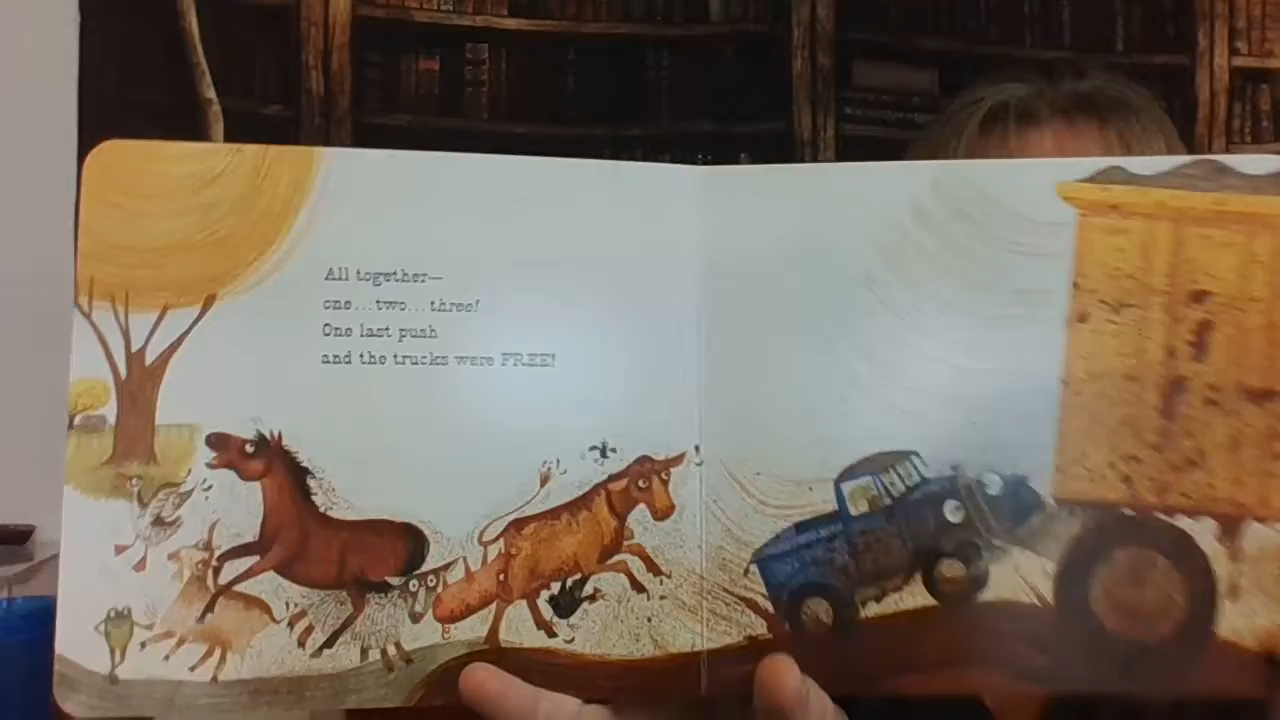 All together—
one...two...three!
One last push
and the trucks were FREE!